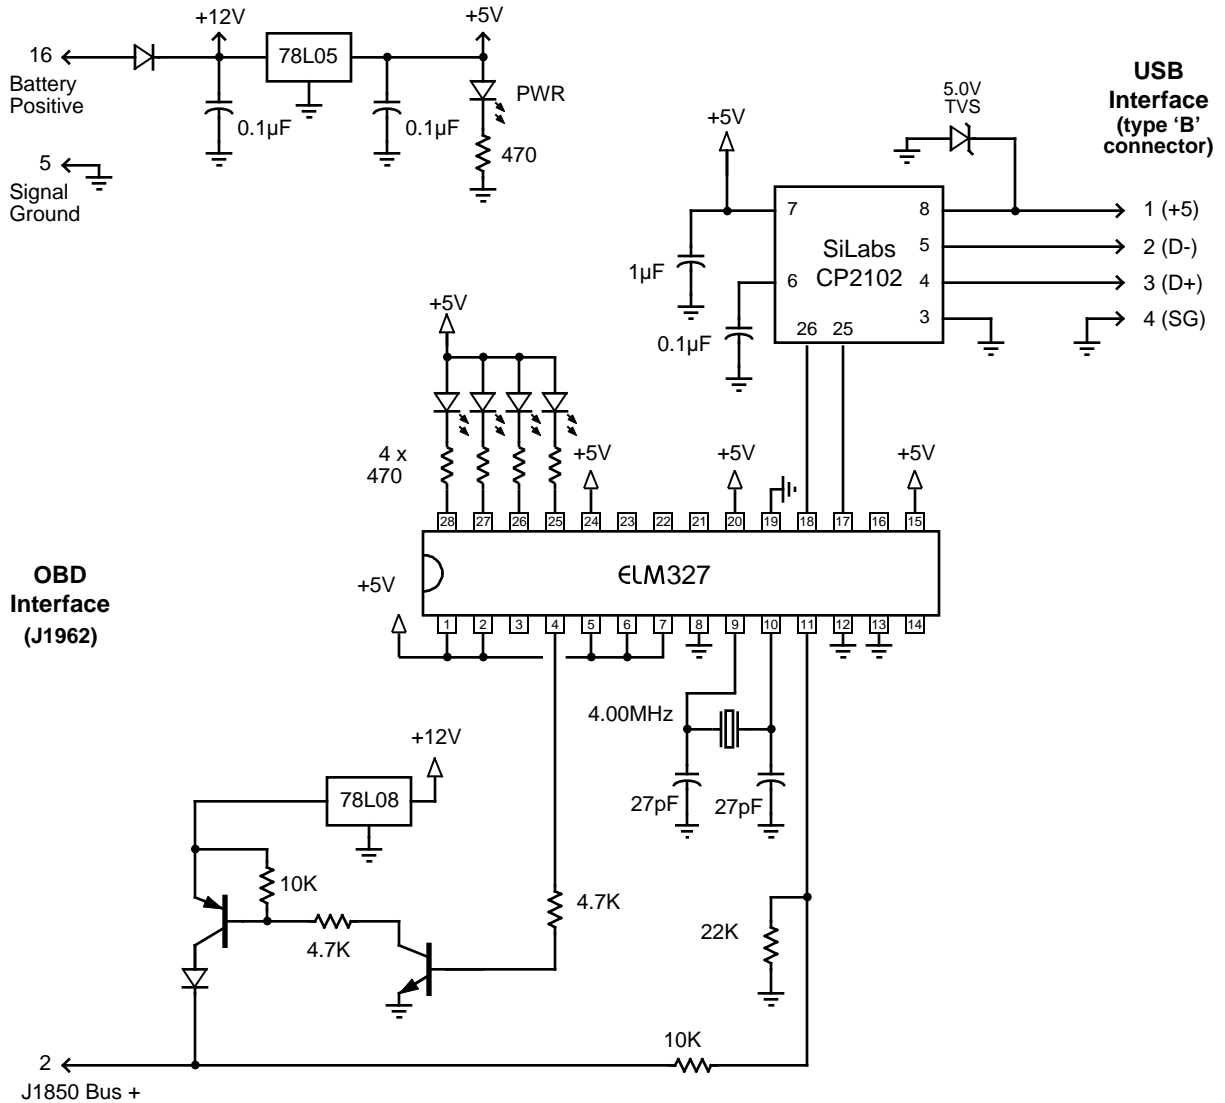 +12V
+5V
16
78L05
Battery
Positive
PWR
0.1µF
0.1µF
470
5
Signal
Ground
USB
Interface
(type ‘B’
connector)
5.0V
TVS
+5V
7
8
1 (+5)
SiLabs
CP2102
5
2 (D-)
1µF
6
4
3 (D+)
3
4 (SG)
26
25
0.1µF
+5V
4 x
470
+5V
+5V
+5V
28
27
26
25
24
23
22
21
20
19
18
17
16
15
ELM327
OBD
Interface
(J1962)
+5V
1
2
3
4
5
6
7
8
9
10
11
12
13
14
4.00MHz
27pF
27pF
+12V
78L08
10K
4.7K
4.7K
22K
10K
2
J1850 Bus +